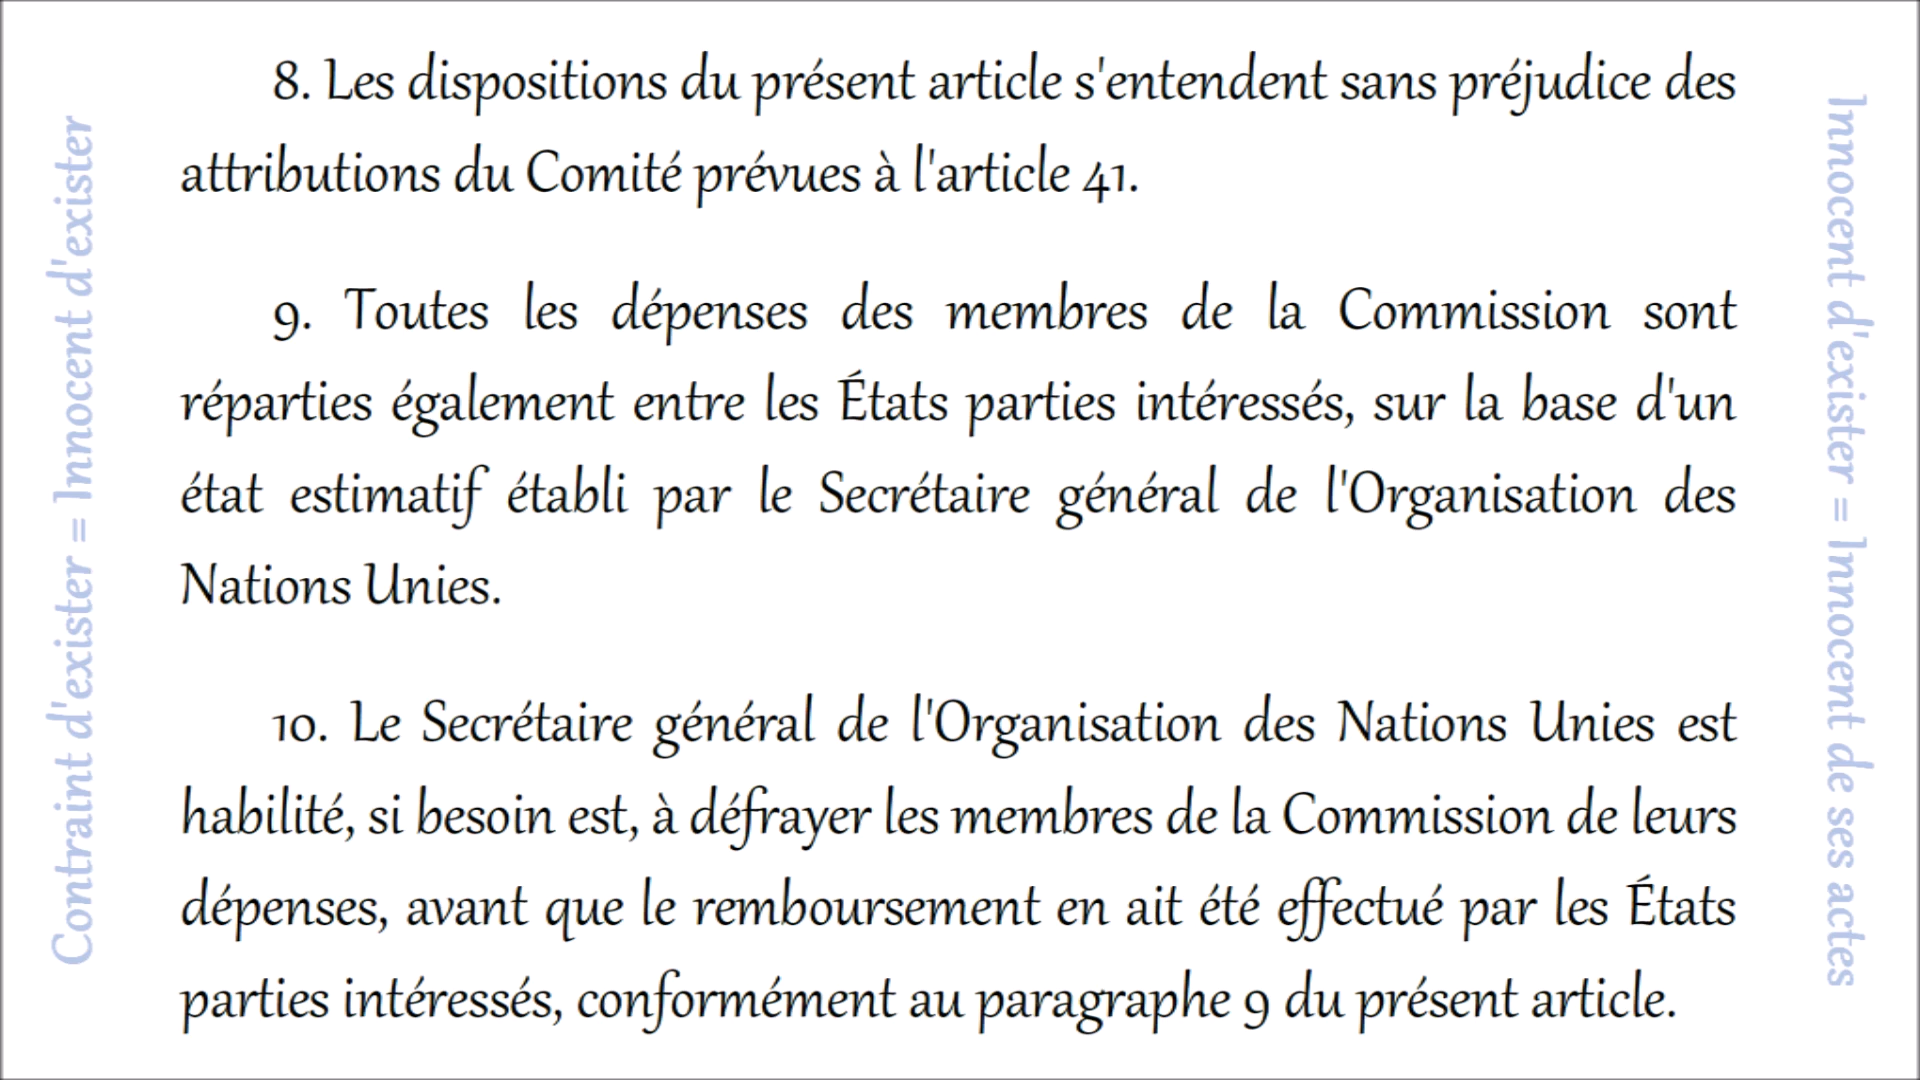 Contraint d'exister = Innocent d'exister
8. Les dispositions du présent article s'entendent sans préjudice des
attributions du Comité prévues à l'article 41.
9. Toutes les dépenses des membres de la Commission sont
réparties également entre les États parties intéressés, sur la base d'un
état estimatif établi par le Secrétaire général de l'Organisation des
Nations Unies.
10. Le Secrétaire général de l'Organisation des Nations Unies est
habilité, si besoin est, à défrayer les membres de la Commission de leurs
dépenses, avant que le remboursement en ait été effectué par les États
parties intéressés, conformément au paragraphe 9 du présent article.
Innocent d'exister = Innocent de ses actes